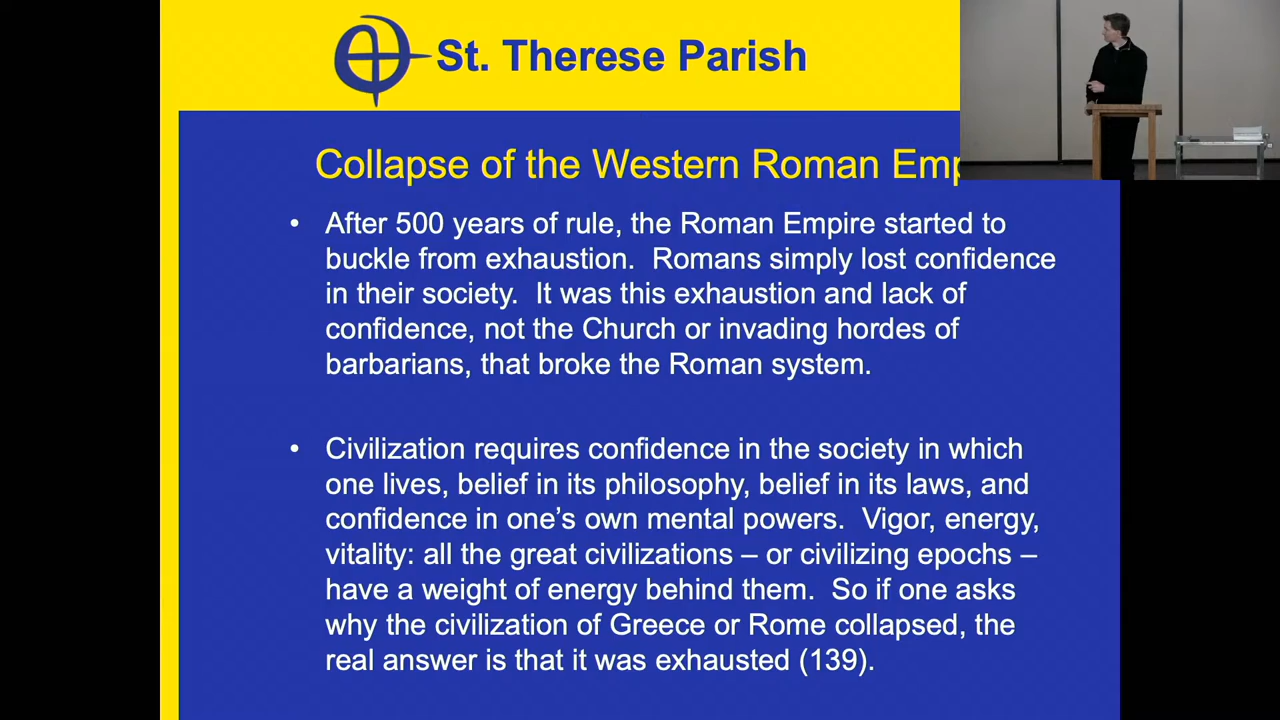 St. Therese Parish
Collapse of the Western Roman Emp
• After 500 years of rule, the Roman Empire started to
buckle from exhaustion. Romans simply lost confidence
in their society. It was this exhaustion and lack of
confidence, not the Church or invading hordes of
barbarians, that broke the Roman system.
• Civilization requires confidence in the society in which
one lives, belief in its philosophy, belief in its laws, and
confidence in one's own mental powers. Vigor, energy,
vitality: all the great civilizations – or civilizing epochs –
have a weight of energy behind them. So if one asks
why the civilization of Greece or Rome collapsed, the
real answer is that it was exhausted (139).